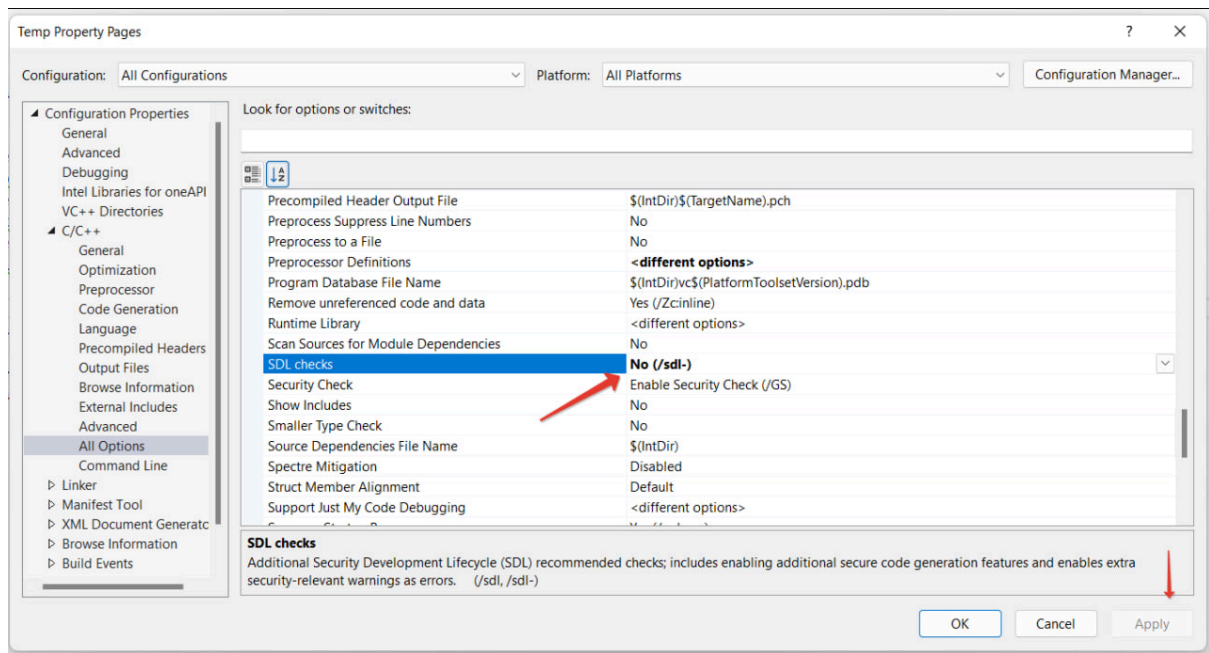 Temp Property Pages
?
Configuration: All Configurations Platform: All Platforms Configuration Manager...
Configuration Properties
General
Advanced
Debugging
Intel Libraries for oneAPI
VC++ Directories
C/C++
General
Optimization
Preprocessor
Code Generation
Language
Precompiled Headers
Output Files
Browse Information
External Includes
Advanced
All Options
Command Line
Linker
Manifest Tool
XML Document Generatc
Browse Information
Build Events
Look for options or switches:
Precompiled Header Output File $(IntDir)$(TargetName).pch
Preprocess Suppress Line Numbers No
Preprocess to a File No
Preprocessor Definitions <different options>
Program Database File Name $(IntDir)vc$(PlatformToolsetVersion).pdb
Remove unreferenced code and data Yes (/Zc:inline)
Runtime Library <different options>
Scan Sources for Module Dependencies No
SDL checks No (/sdl-)
Security Check Enable Security Check (/GS)
Show Includes No
Smaller Type Check No
Source Dependencies File Name $(IntDir)
Spectre Mitigation Disabled
Struct Member Alignment Default
Support Just My Code Debugging <different options>
SDL checks
Additional Security Development Lifecycle (SDL) recommended checks; includes enabling additional secure code generation features and enables extra
security-relevant warnings as errors. (/sdl, /sdl-)
OK Cancel Apply